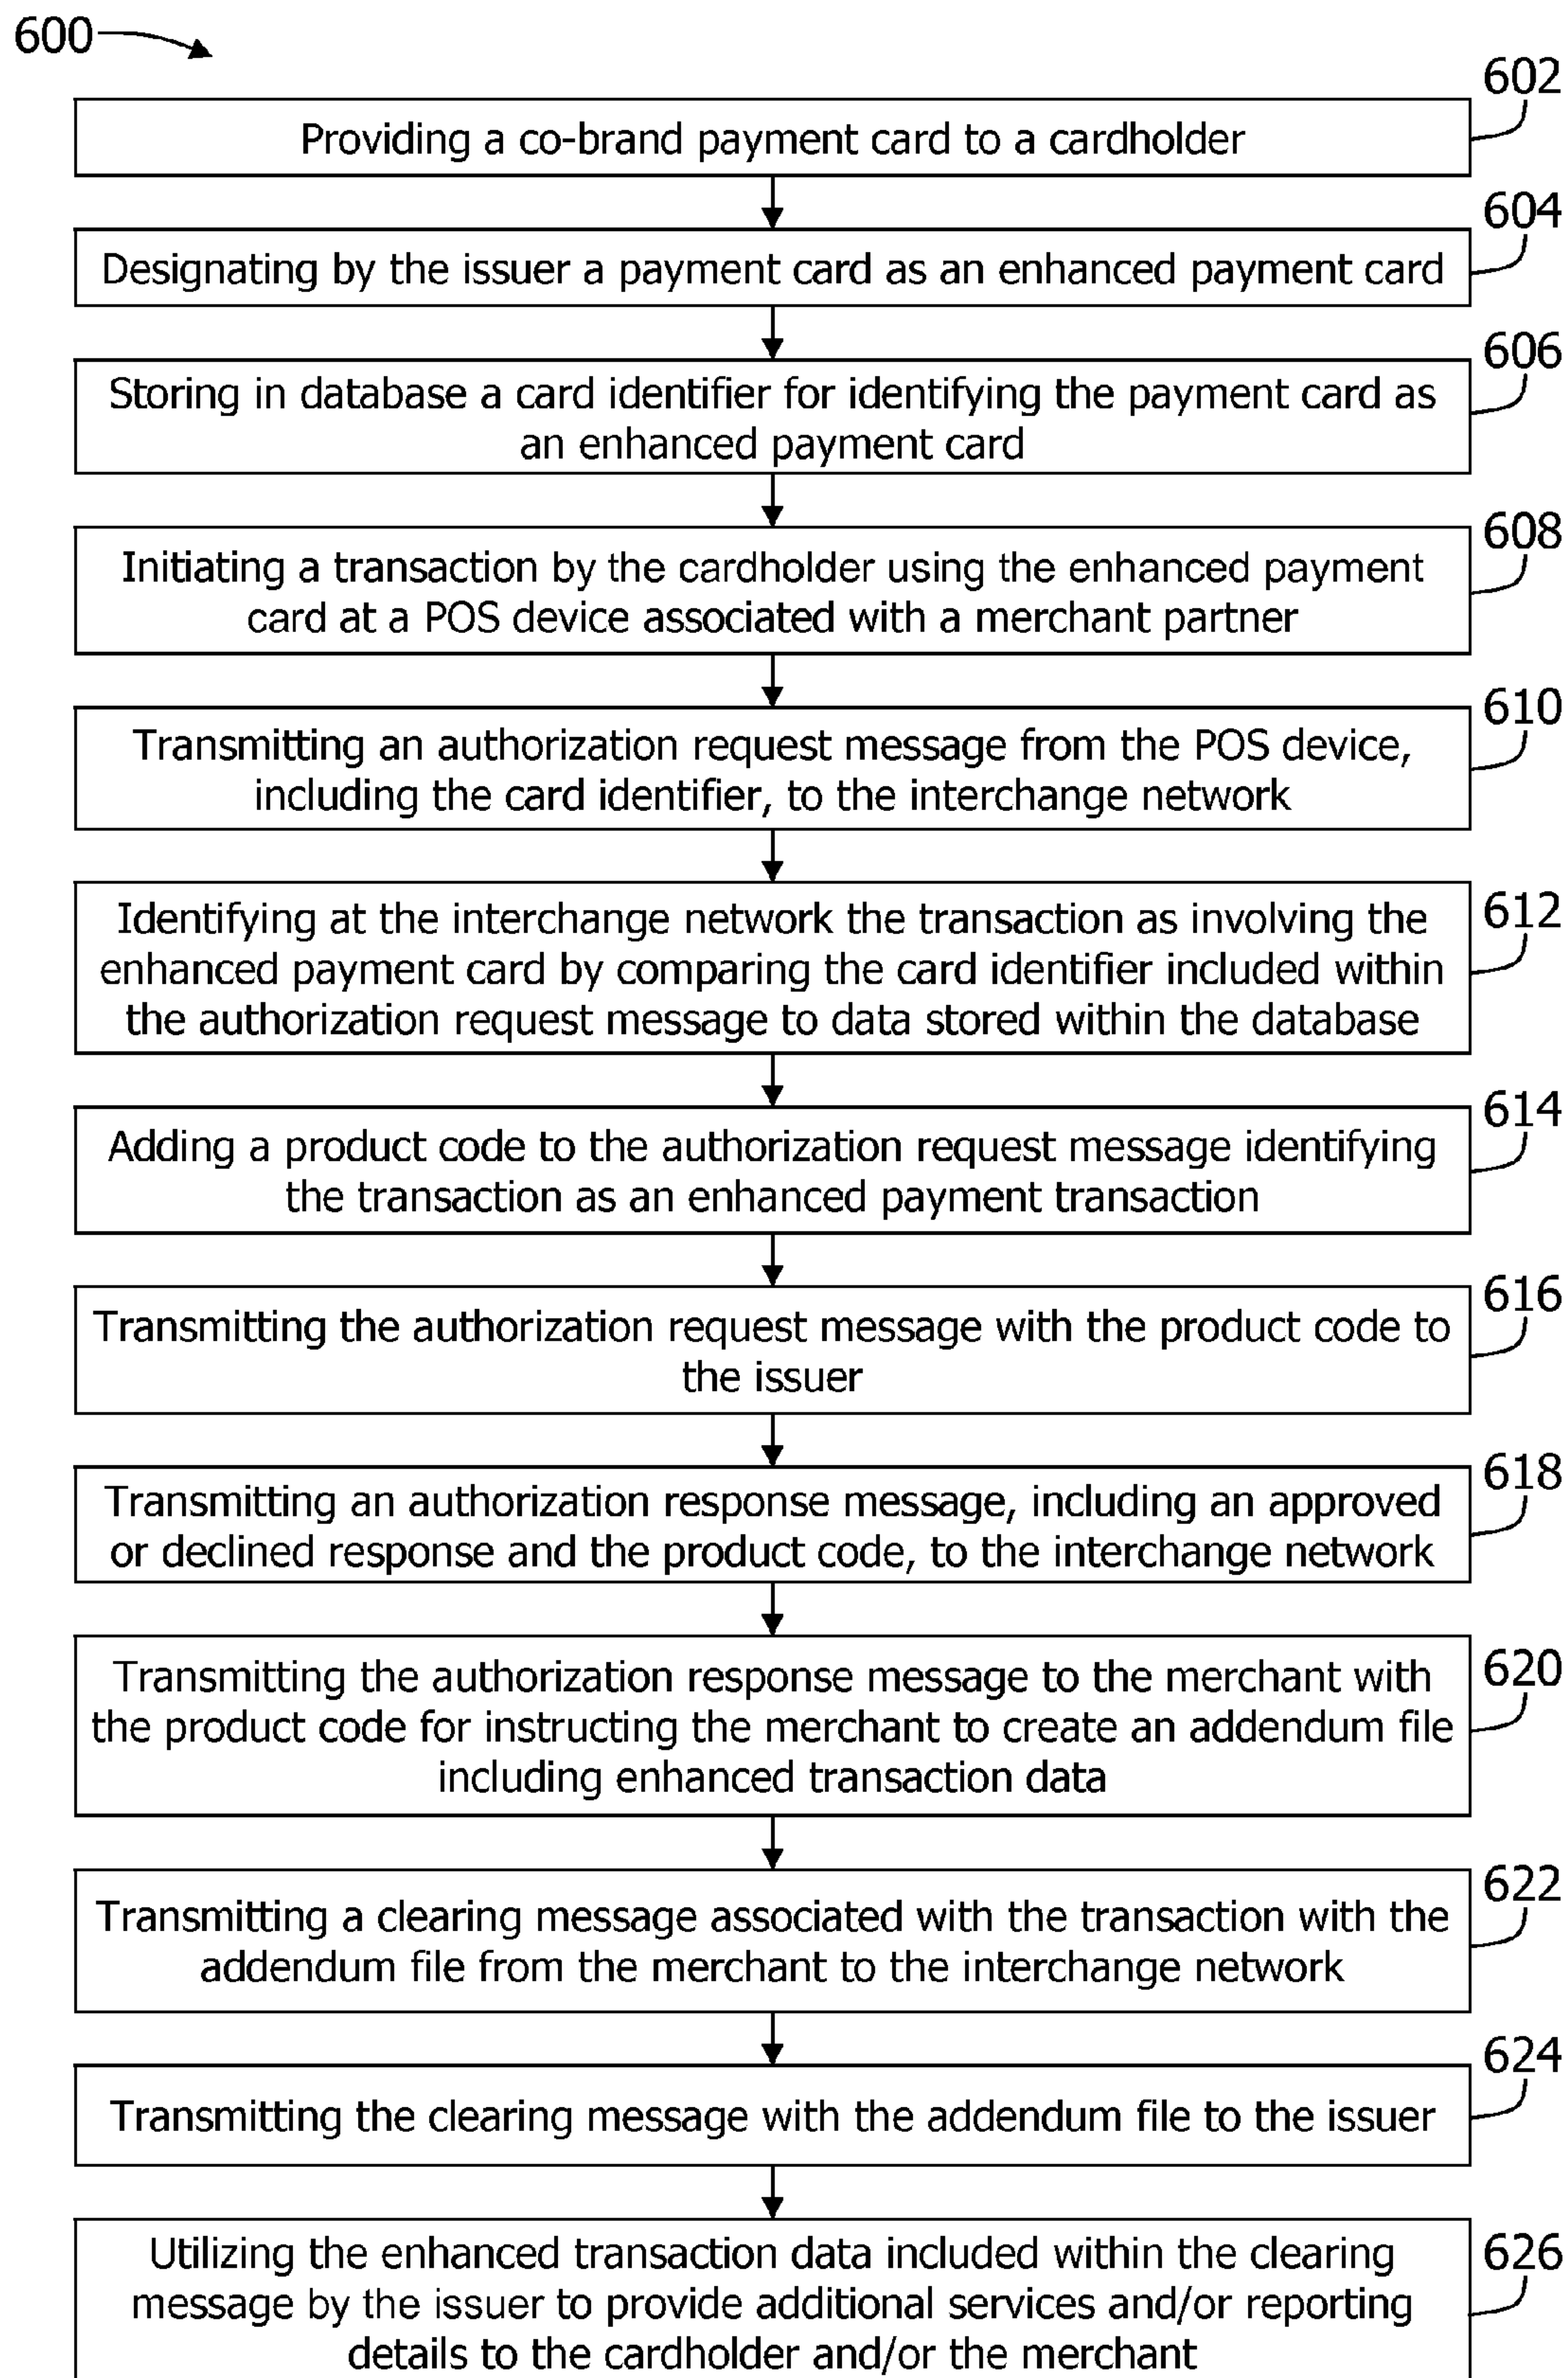 600
602
Providing a co-brand payment card to a cardholder
604
Designating by the issuer a payment card as an enhanced payment card
606
Storing in database a card identifier for identifying the payment card as
an enhanced payment card
608
Initiating a transaction by the cardholder using the enhanced payment
card at a POS device associated with a merchant partner
610
Transmitting an authorization request message from the POS device,
including the card identifier, to the interchange network
612
Identifying at the interchange network the transaction as involving the
enhanced payment card by comparing the card identifier included within
the authorization request message to data stored within the database
614
Adding a product code to the authorization request message identifying
the transaction as an enhanced payment transaction
616
Transmitting the authorization request message with the product code to
the issuer
618
Transmitting an authorization response message, including an approved
or declined response and the product code, to the interchange network
620
Transmitting the authorization response message to the merchant with
the product code for instructing the merchant to create an addendum file
including enhanced transaction data
622
Transmitting a clearing message associated with the transaction with the
addendum file from the merchant to the interchange network
624
Transmitting the clearing message with the addendum file to the issuer
626
Utilizing the enhanced transaction data included within the clearing
message by the issuer to provide additional services and/or reporting
details to the cardholder and/or the merchant